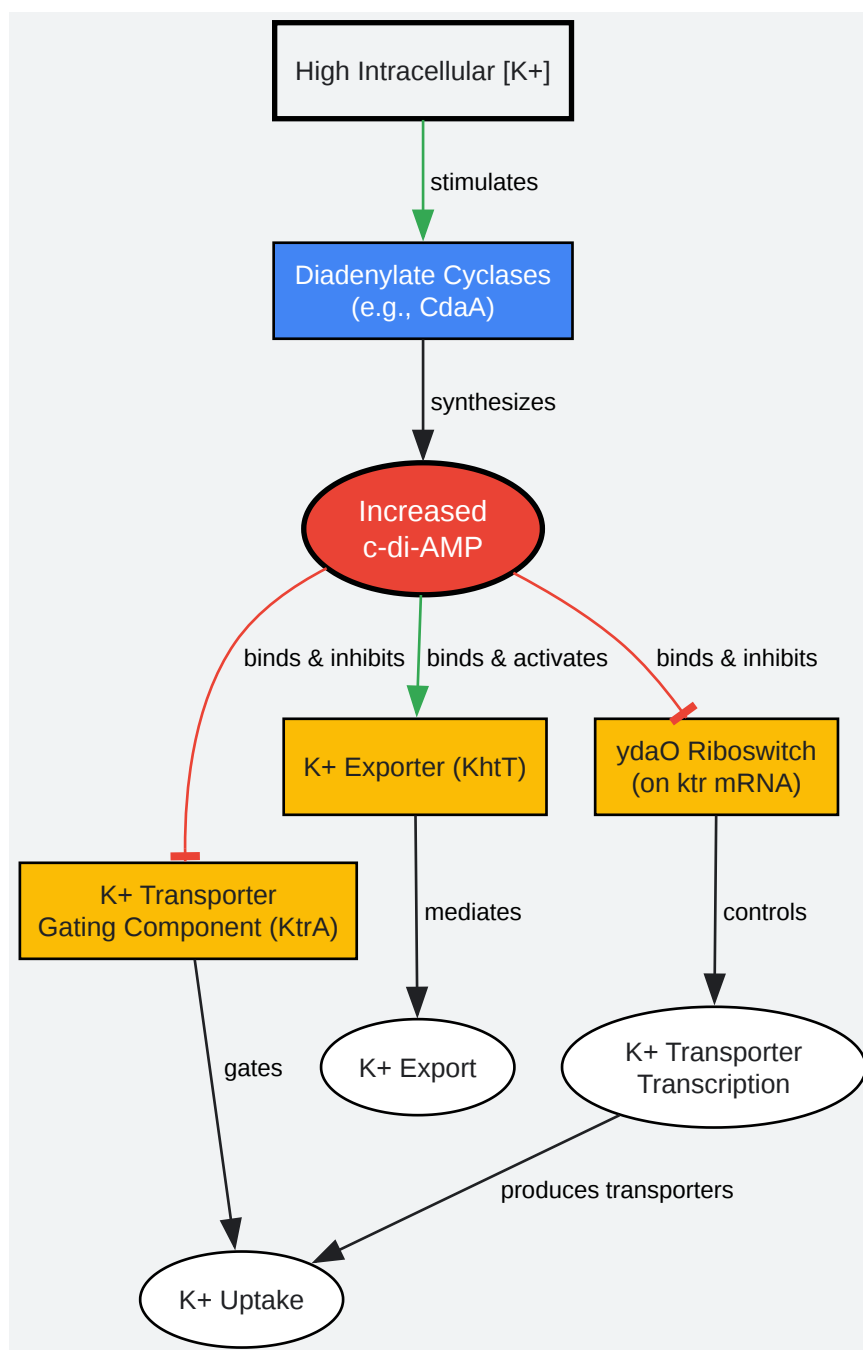 High Intracellular [K+]
stimulates
Diadenylate Cyclases
(e.g., CdaA)
synthesizes
Increased
c-di-AMP
binds & inhibits
binds & activates
binds & inhibits
K+ Exporter (KhtT)
ydaO Riboswitch
(on ktr mRNA)
K+ Transporter
Gating Component (KtrA)
mediates
controls
gates
K+ Export
K+ Transporter
Transcription
produces transporters
K+ Uptake